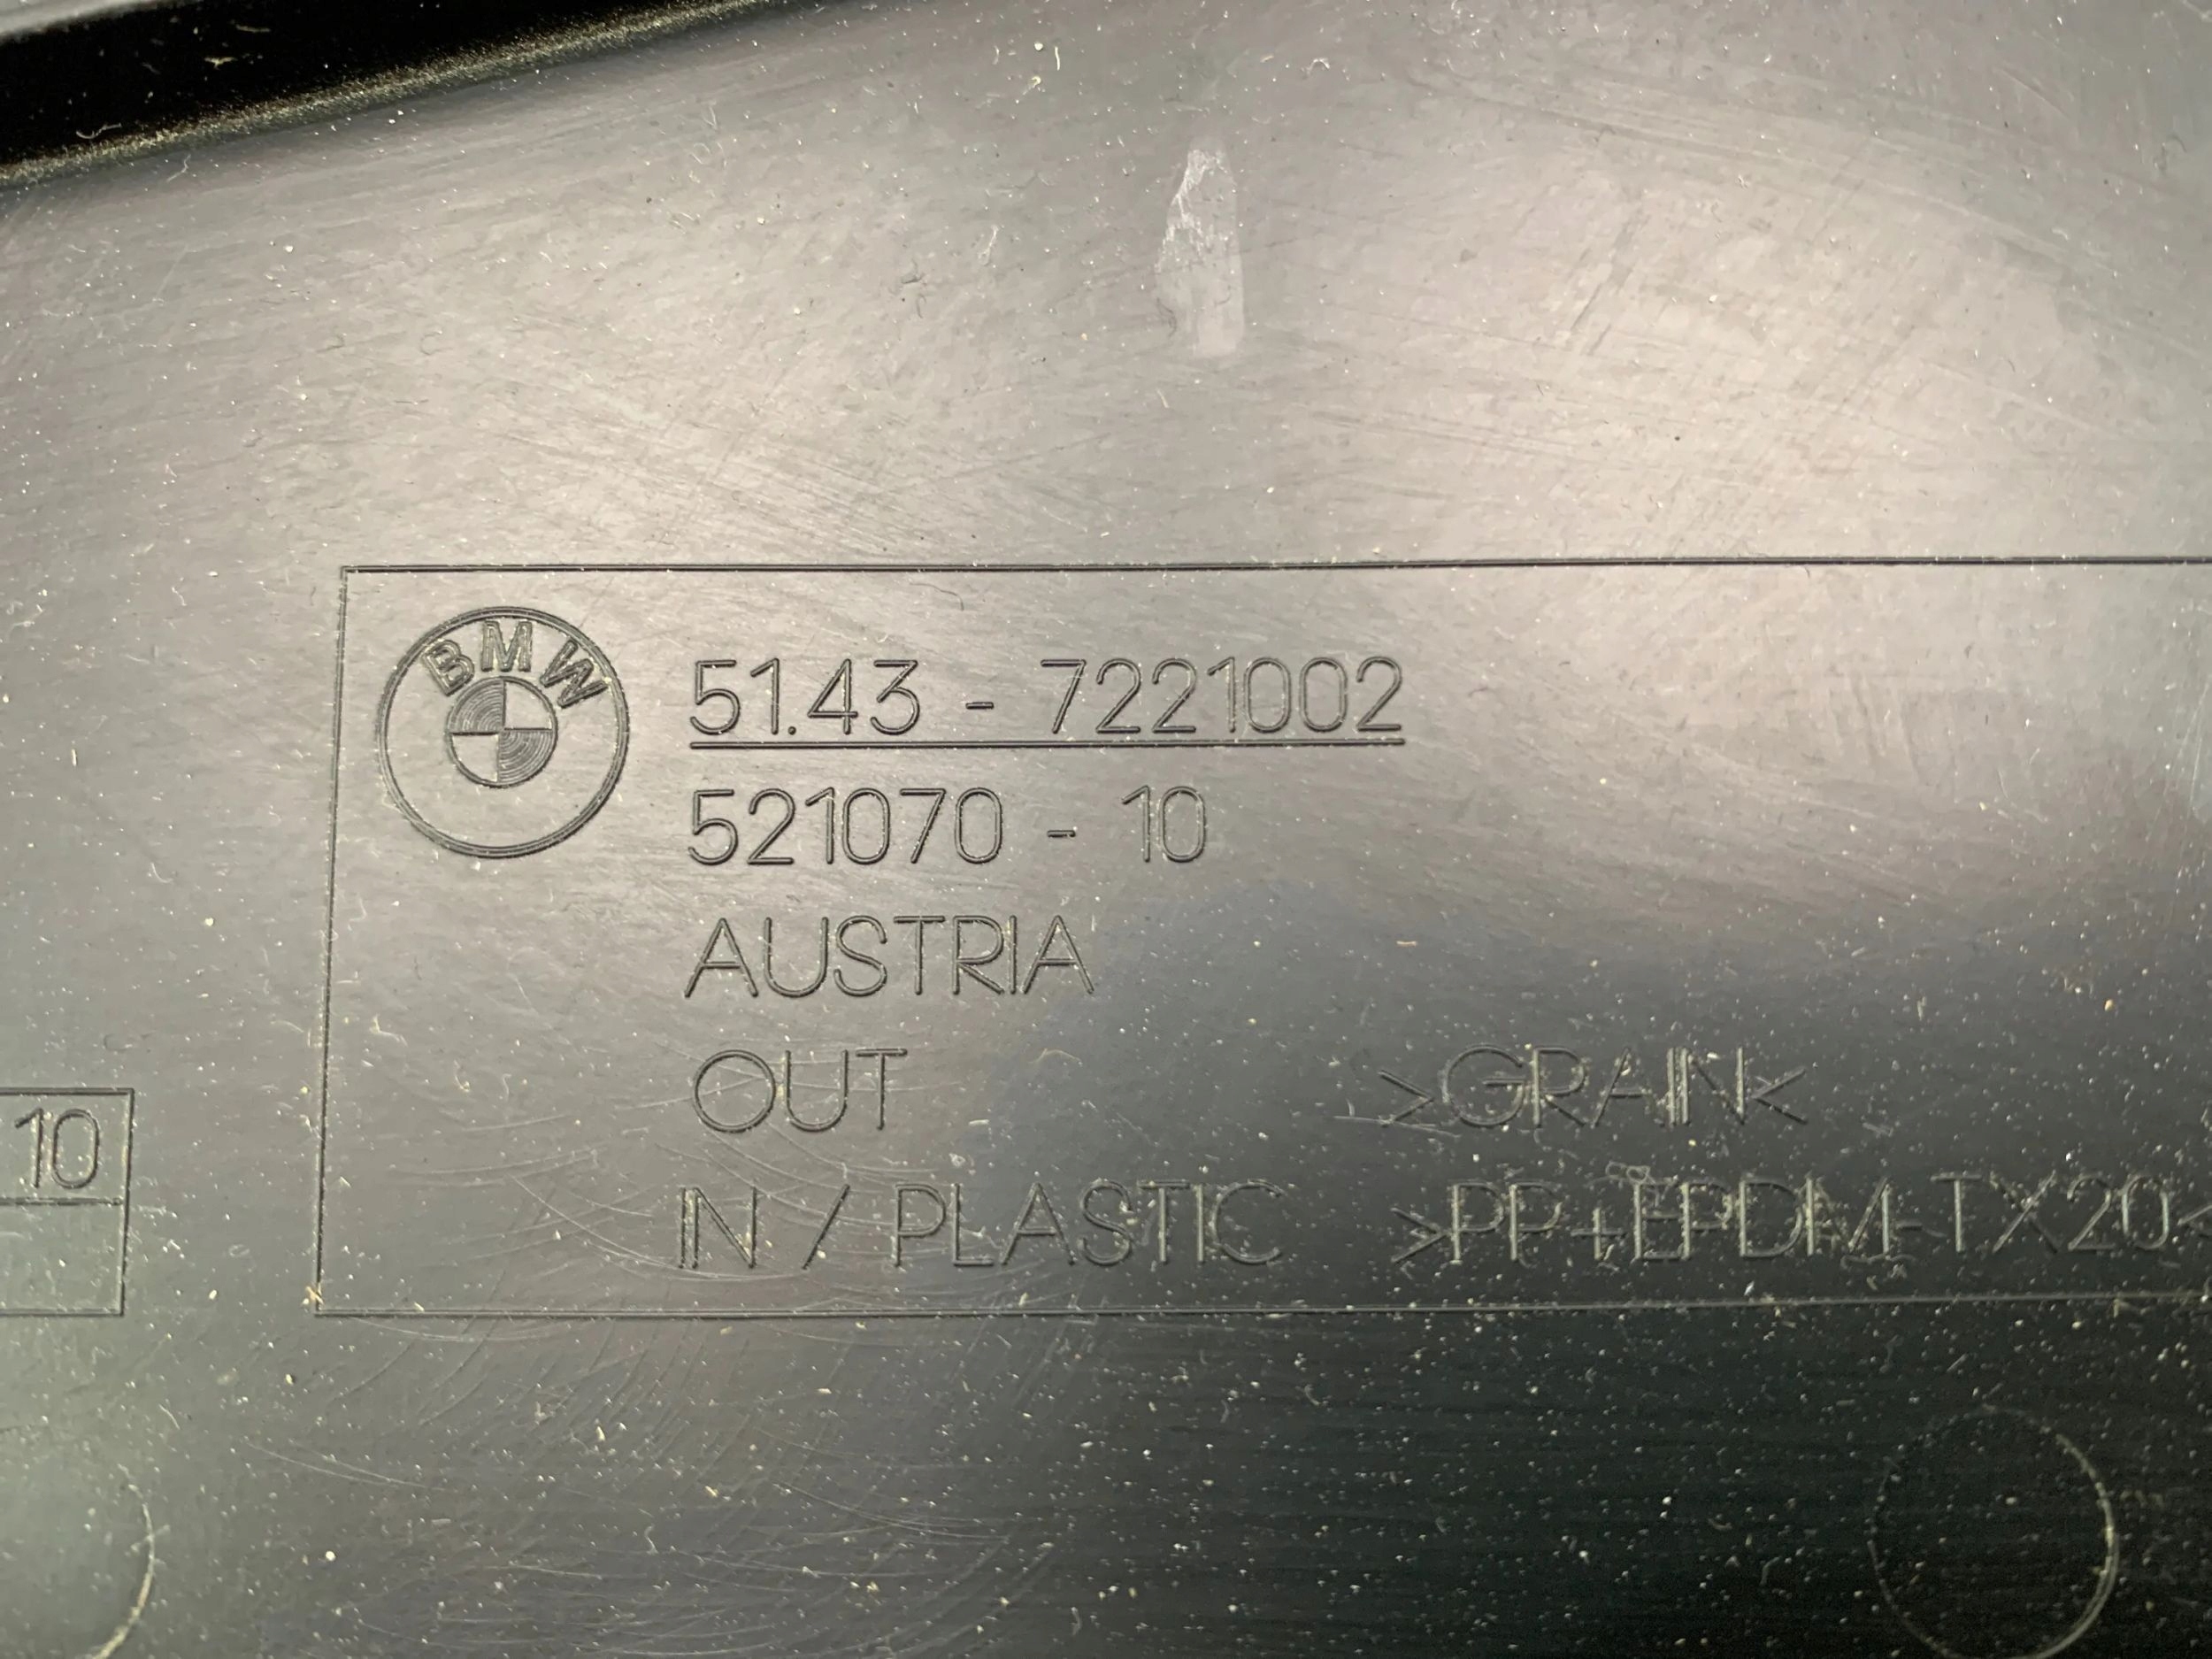 BMW
51.43 - 7221002
521070 - 10
AUSTRIA
OUT >GRAIN<
IN / PLASTIC >PP+EPDM-TX20<
10